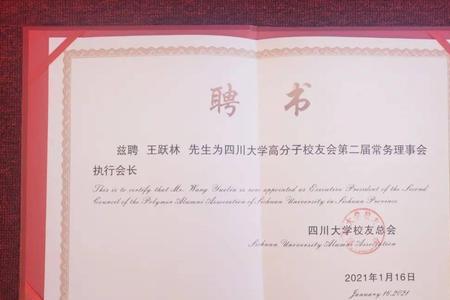 聘 书
兹聘 王跃林 先生为四川大学高分子校友会第二届常务理事会
执行会长
This is to certify that Mr. Wang Yuelin is now appointed as Executive President of the Second
Council of the Polymer Alumni Association of Sichuan University in Sichuan Province
四川大学校友总会
Sichuan University Alumni Association
2021年1月16日
January 16,2021